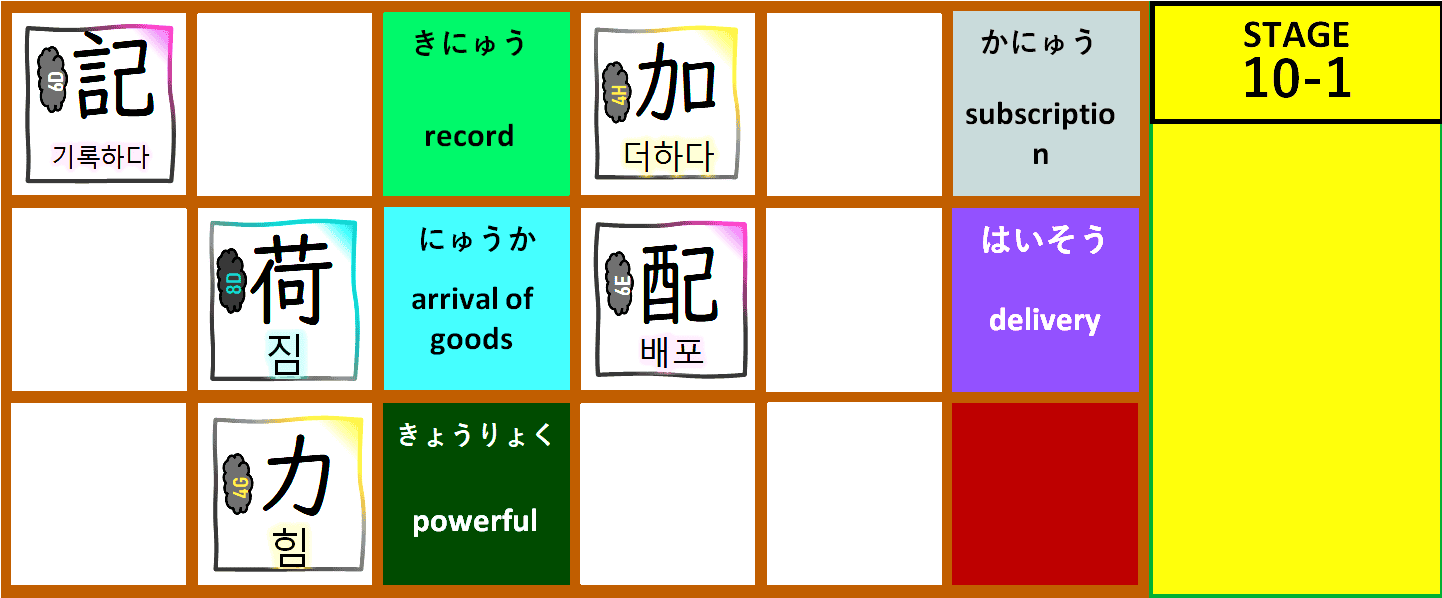 6D
記
기록하다
きにゅう
record
4H
加
더하다
かにゅう
subscriptio
n
STAGE
10-1
8D
荷
짐
にゅうか
arrival of
goods
6E
配
배포
はいそう
delivery
4G
力
힘
きょうりょく
powerful